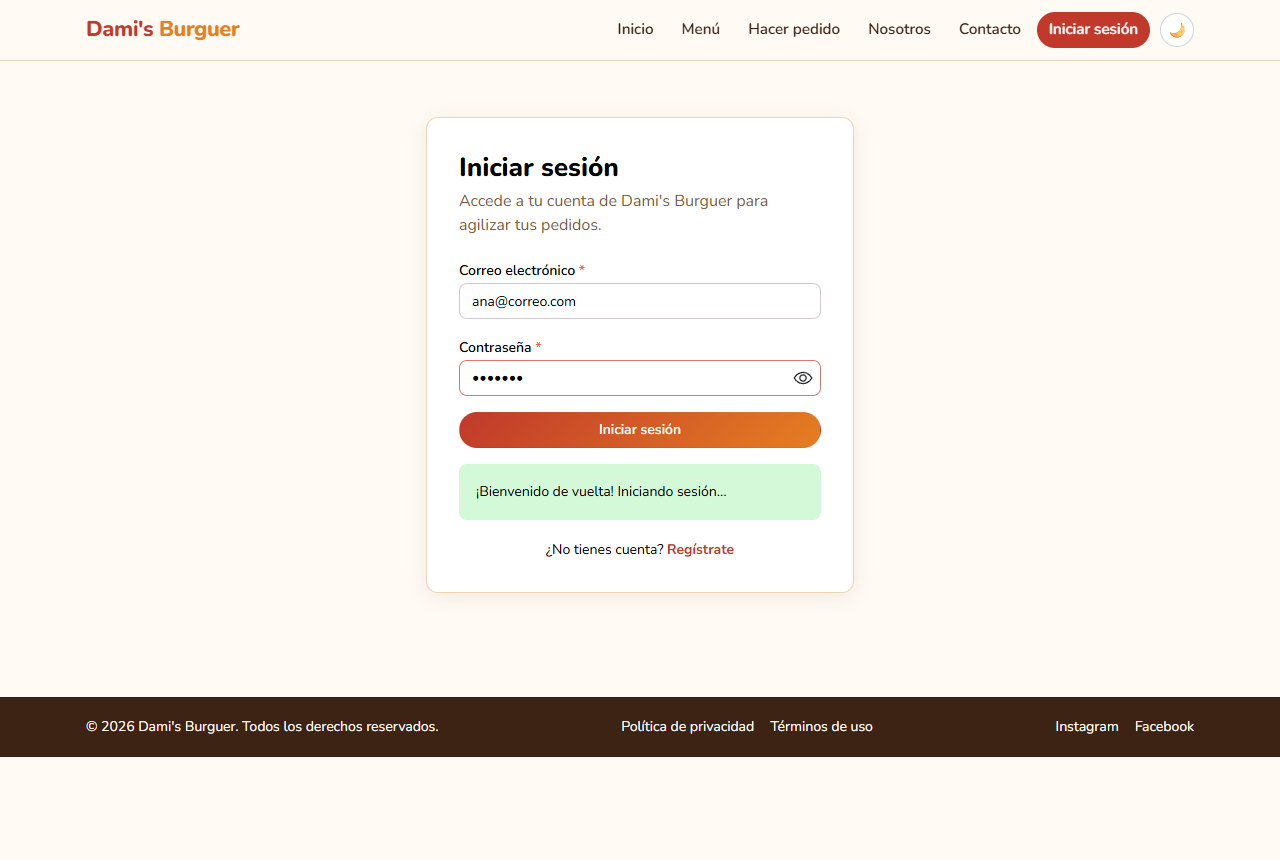 Dami's Burguer
Inicio Menú Hacer pedido Nosotros Contacto Iniciar sesión
Iniciar sesión
Accede a tu cuenta de Dami's Burguer para
agilizar tus pedidos.
Correo electrónico *
ana@correo.com
Contraseña *
•••••••
Iniciar sesión
¡Bienvenido de vuelta! Iniciando sesión...
¿No tienes cuenta? Regístrate
© 2026 Dami's Burguer. Todos los derechos reservados.
Política de privacidad Términos de uso
Instagram Facebook